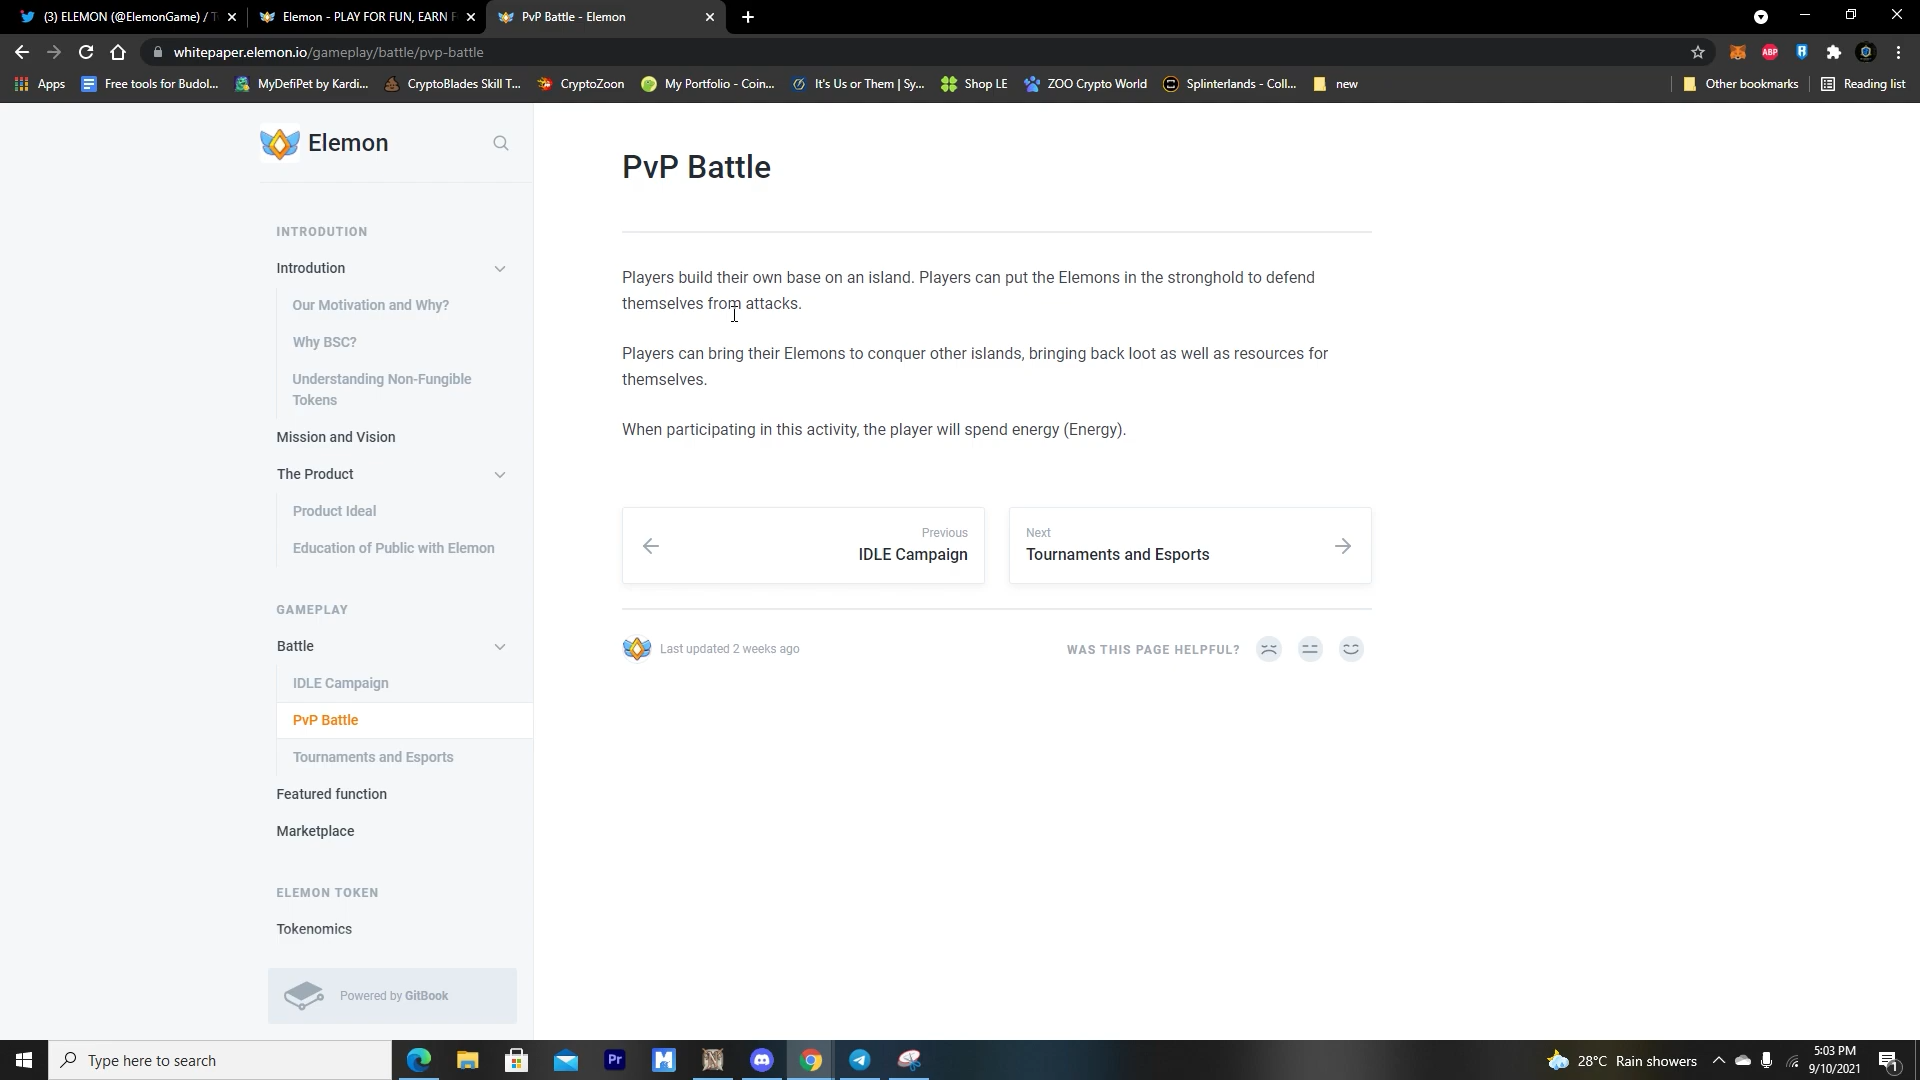 (3) ELEMON (@ElemonGame) /
Elemon - PLAY FOR FUN, EARN
PvP Battle - Elemon
whitepaper.elemon.io/gameplay/battle/pvp-battle
ABP
Apps
Free tools for Budol...
MyDefiPet by Kardi...
CryptoBlades Skill T...
CryptoZoon
My Portfolio - Coin...
It's Us or Them | Sy...
Shop LE
ZOO Crypto World
Splinterlands - Coll...
new
Other bookmarks
Reading list
Elemon
INTRODUTION
Introdution
Our Motivation and Why?
Why BSC?
Understanding Non-Fungible
Tokens
Mission and Vision
The Product
Product Ideal
Education of Public with Elemon
GAMEPLAY
Battle
IDLE Campaign
PvP Battle
Tournaments and Esports
Featured function
Marketplace
ELEMON TOKEN
Tokenomics
Powered by GitBook
PvP Battle
Players build their own base on an island. Players can put the Elemons in the stronghold to defend
themselves from attacks.
Players can bring their Elemons to conquer other islands, bringing back loot as well as resources for
themselves.
When participating in this activity, the player will spend energy (Energy).
Previous
IDLE Campaign
Next
Tournaments and Esports
Last updated 2 weeks ago
WAS THIS PAGE HELPFUL?
Type here to search
Pr
28°C Rain showers
5:03 PM
9/10/2021
1